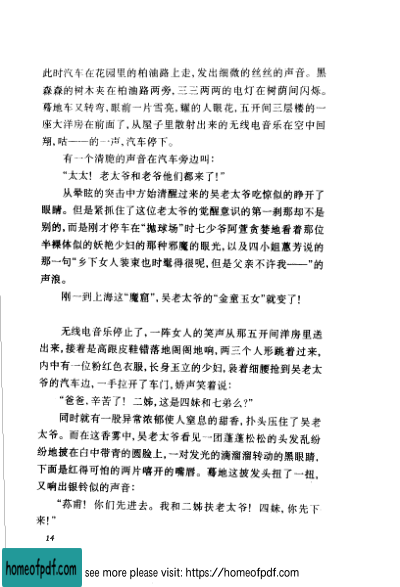 此时汽车在花园里的柏油路上走,发出细微的丝丝的声音。黑
森森的树木夹在柏油路两旁,三三两两的电灯在树荫间闪烁。
蓦地车又转弯,眼前一片雪亮,耀的人眼花,五开间三层楼的一
座大洋房在前面了,从屋子里散射出来的无线电音乐在空中回
翔,咕——的一声,汽车停下。
有一个清脆的声音在汽车旁边叫:
“太太!老太爷和老爷他们都来了!”
从晕眩的突击中方始清醒过来的吴老太爷吃惊似的睁开了
眼睛。但是紧抓住了这位老太爷的觉醒意识的第一刹那却不是
别的,而是刚才停车在“抛球场”时七少爷阿萱贪婪地看着那位
半裸体似的妖艳少妇的那种邪魔的眼光,以及四小姐蕙芳说的
那一句“乡下女人装束也时髦得很呢,但是父亲不许我——”的
声浪。
刚一到上海这“魔窟”,吴老太爷的“金童玉女”就变了!
无线电音乐停止了,一阵女人的笑声从那五开间洋房里送
出来,接着是高跟皮鞋错落地阁阁地响,两三个人形跳着过来,
内中有一位粉红色衣服,长身玉立的少妇,袅着细腰抢到吴老太
爷的汽车边,一手拉开了车门,娇声笑着说:
“爸爸,辛苦了!二姊,这是四妹和七弟么?”
同时就有一股异常浓郁使人窒息的甜香,扑头压住了吴老
太爷。而在这香雾中,吴老太爷看见一团蓬蓬松松的头发乱纷
纷地披在白中带青的圆脸上,一对发光的滴溜溜转动的黑眼睛,
下面是红得可怕的两片嘻开的嘴唇。蓦地这披发头扭了一扭,
又响出银铃似的声音:
“荪甫!你们先进去。我和二姊扶老太爷!四妹,你先下
来!”
14
homeofpdf.com
see more please visit: https://homeofpdf.com